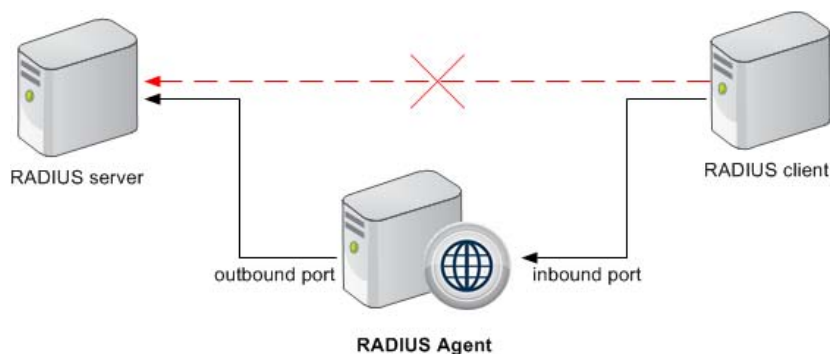 RADIUS server
RADIUS client
outbound port
inbound port
RADIUS Agent